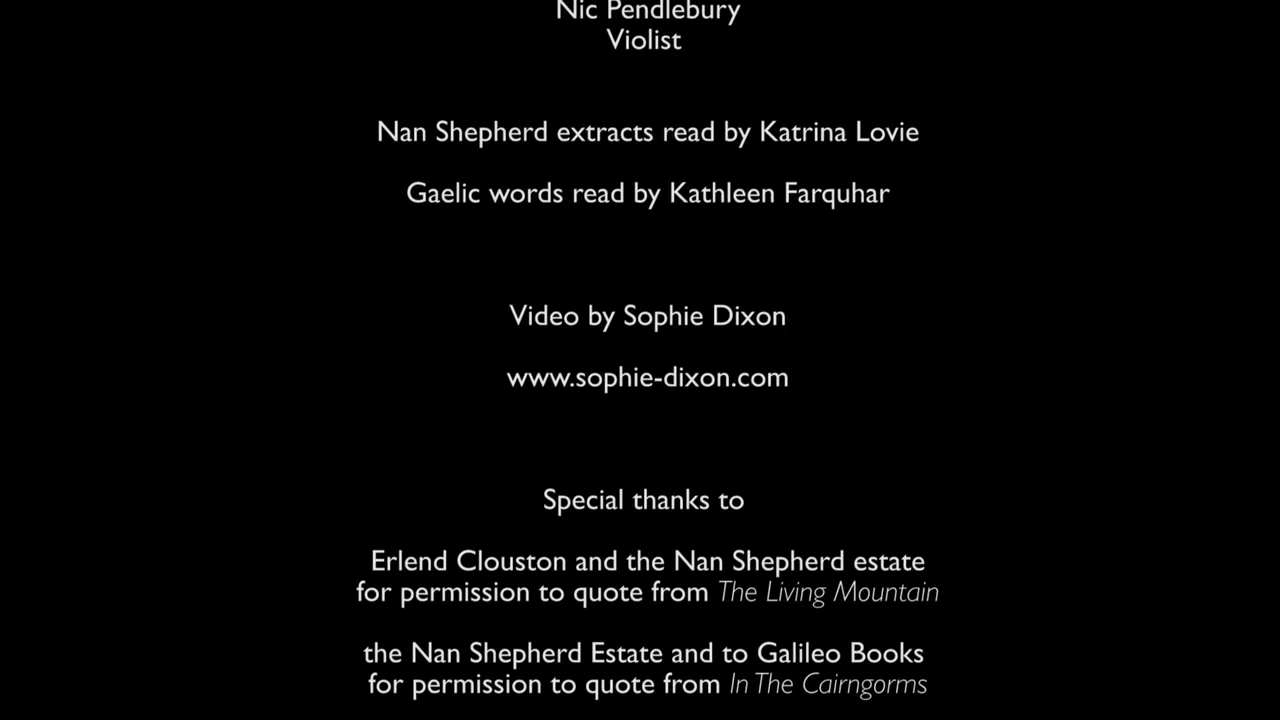 Nic Pendlebury
Violist
Nan Shepherd extracts read by Katrina Lovie
Gaelic words read by Kathleen Farquhar
Video by Sophie Dixon
www.sophie-dixon.com
Special thanks to
Erlend Clouston and the Nan Shepherd estate
for permission to quote from The Living Mountain
the Nan Shepherd Estate and to Galileo Books
for permission to quote from In The Cairngorms